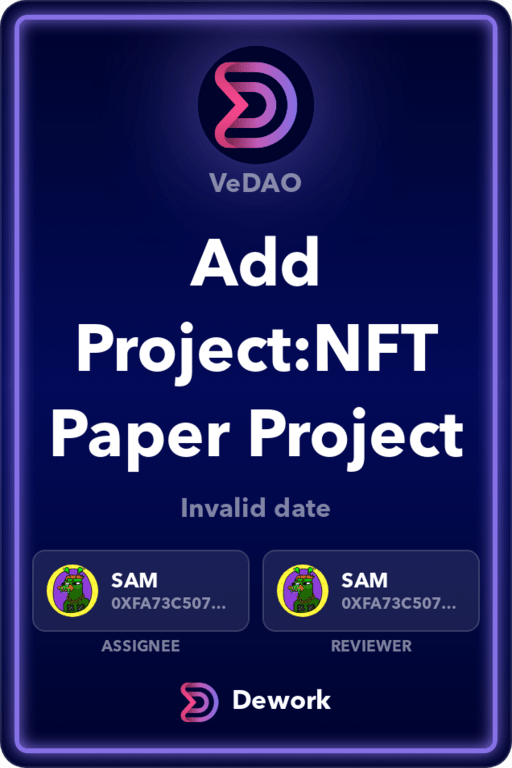 VeDAO
Add
Project:NFT
Paper Project
Invalid date
SAM
0XFA73C507...
SAM
0XFA73C507...
ASSIGNEE
REVIEWER
Dework